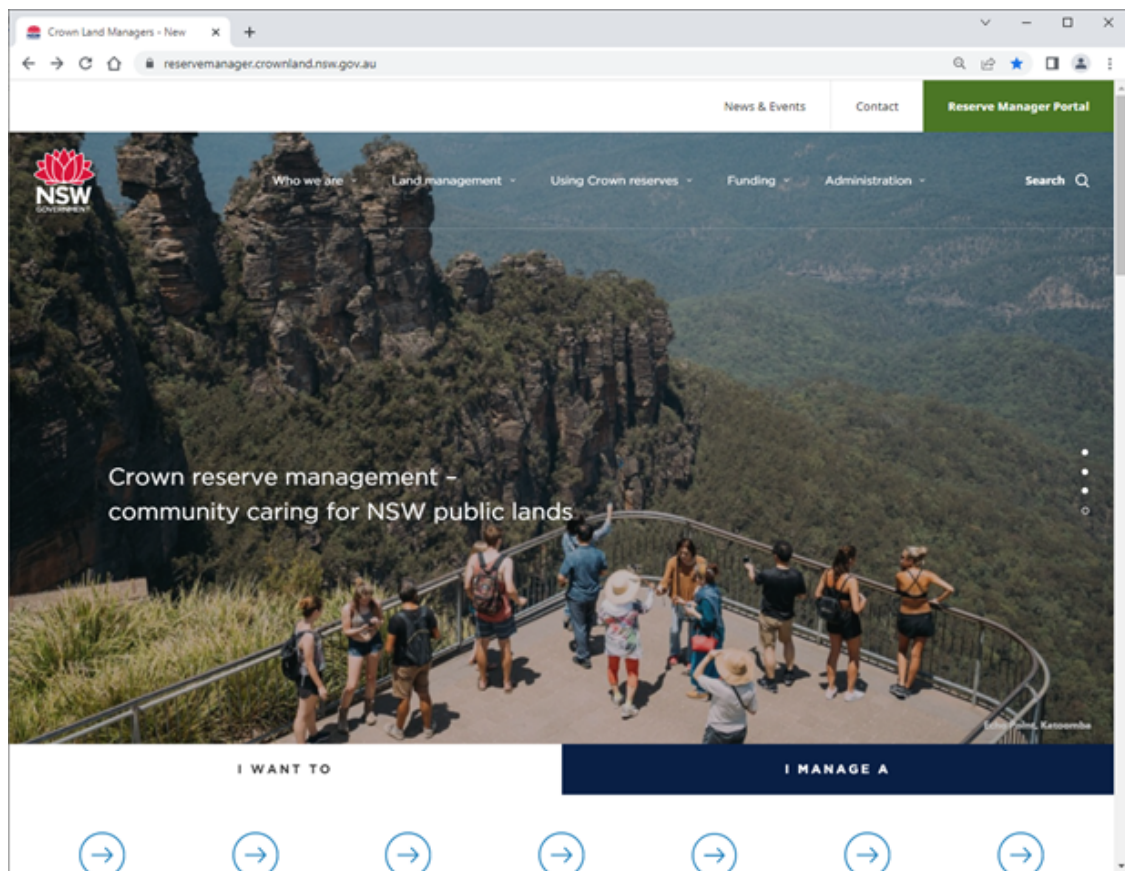 Crown Land Managers - New
reservemanager.crownland.nsw.gov.au
News & Events
Contact
Reserve Manager Portal
NSW
GOVERNMENT
Who we are
Land management
Using Crown reserves
Funding
Administration
Search
Crown reserve management –
community caring for NSW public lands
Echo Point, Katoomba
I WANT TO
I MANAGE A